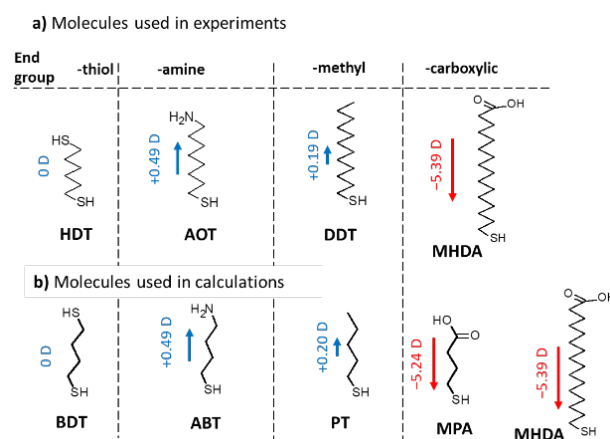 a) Molecules used in experiments
End group
-thiol -amine -methyl -carboxylic
HS
SH
0 D
HDT
H₂N
SH
+0.49 D
AOT
SH
+0.19 D
DDT
O OH
SH
−5.39 D
MHDA
b) Molecules used in calculations
HS
SH
0 D
BDT
H₂N
SH
+0.49 D
ABT
SH
+0.20 D
PT
HO O
SH
−5.24 D
MPA
O OH
SH
−5.39 D
MHDA